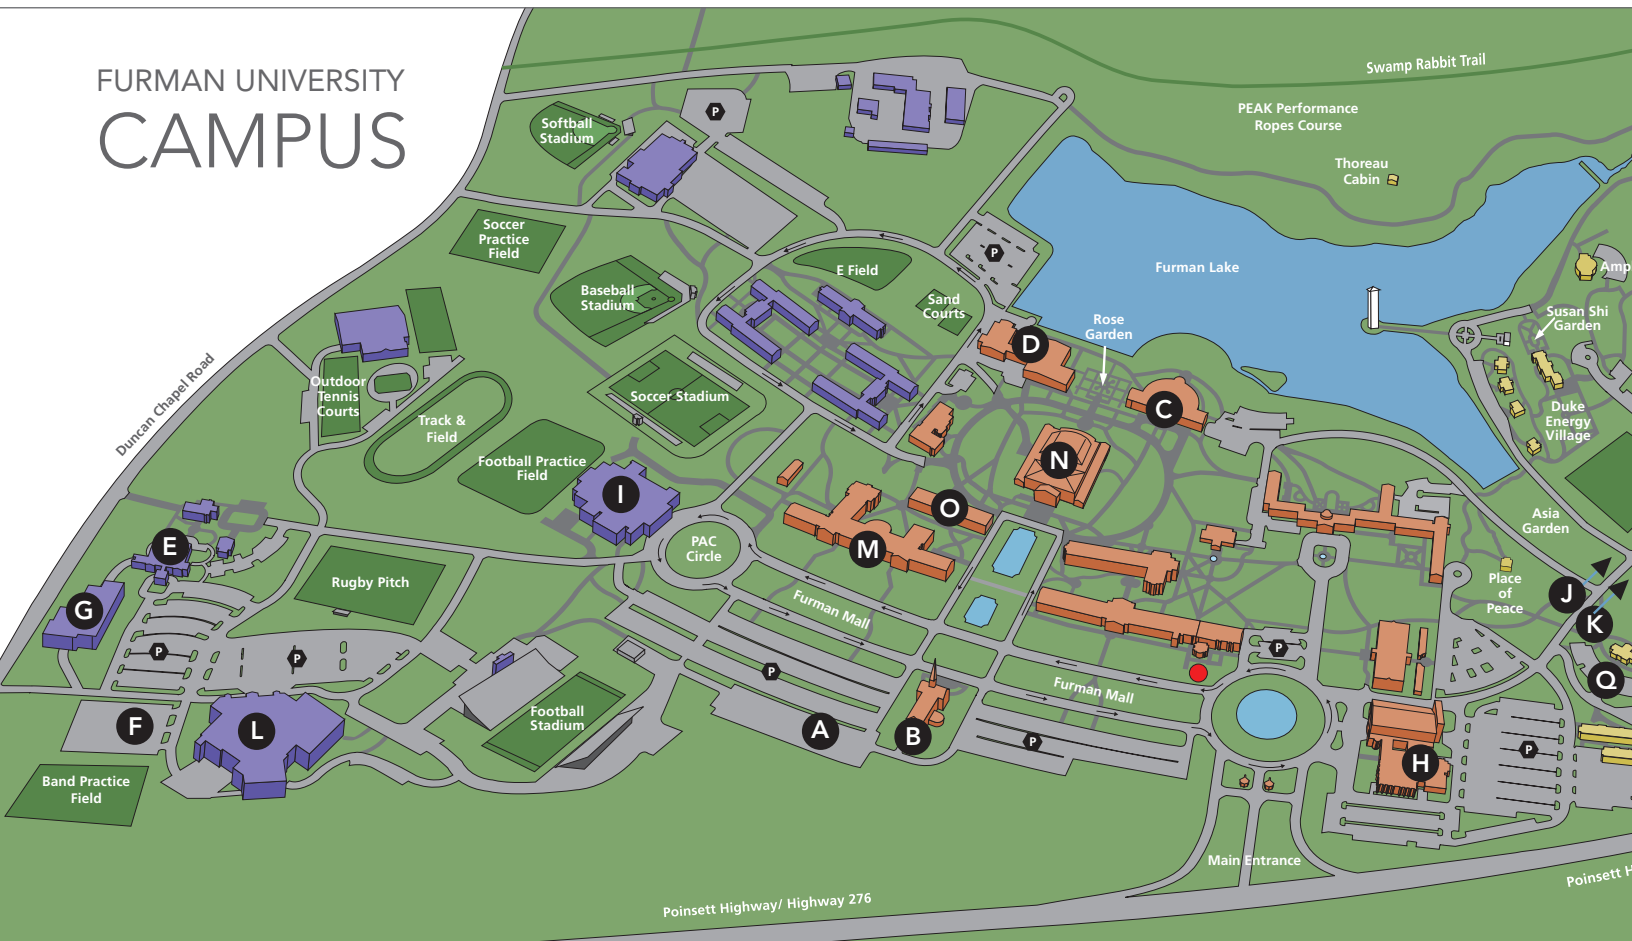 FURMAN UNIVERSITY
CAMPUS
Swamp Rabbit Trail
PEAK Performance
Ropes Course
Thoreau
Cabin
P
Softball
Stadium
Soccer
Practice
Field
E Field
P
Furman Lake
Amp
Baseball
Stadium
Sand
Courts
Rose
Garden
Susan Shi
Garden
D
Duncan Chapel Road
Outdoor
Tennis
Courts
Soccer Stadium
C
Track &
Field
Duke
Energy
Village
Football Practice
Field
N
I
O
Asia
Garden
E
PAC
Circle
M
Rugby Pitch
Place
of
Peace
J
G
Furman Mall
K
P
P
P
P
Q
Furman Mall
Football
Stadium
F
L
A
B
P
P
H
Band Practice
Field
Main Entrance
Poinsett Highway/ Highway 276
Poinsett H